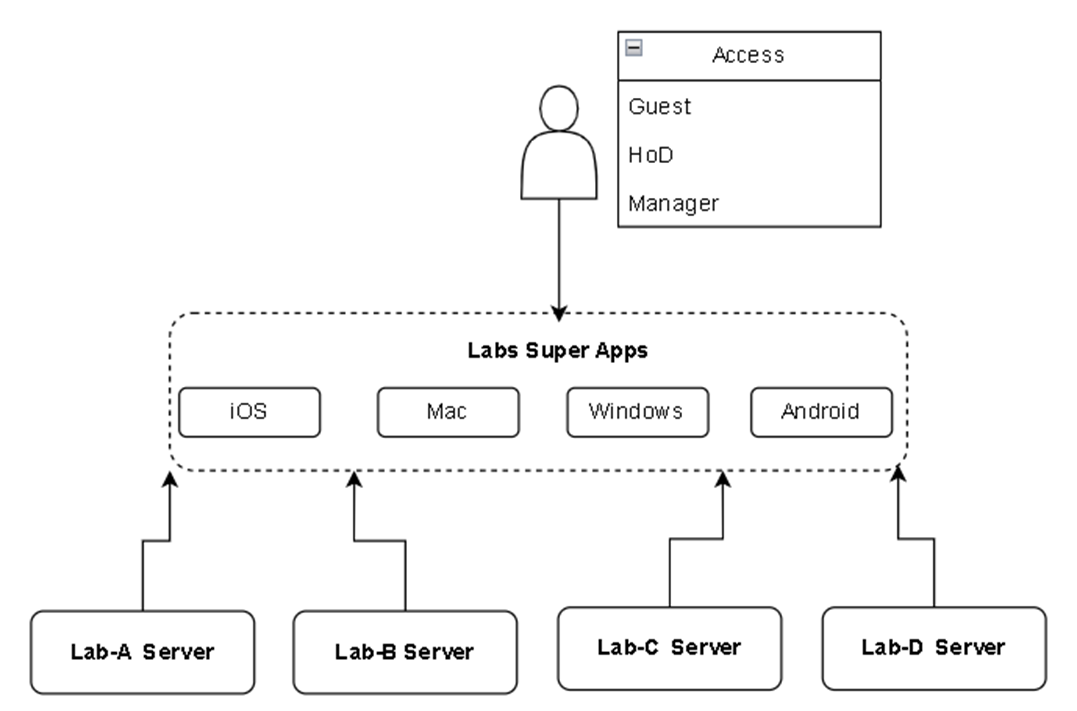 Access
Guest
HoD
Manager
Labs Super Apps
iOS
Mac
Windows
Android
Lab-A Server
Lab-B Server
Lab-C Server
Lab-D Server